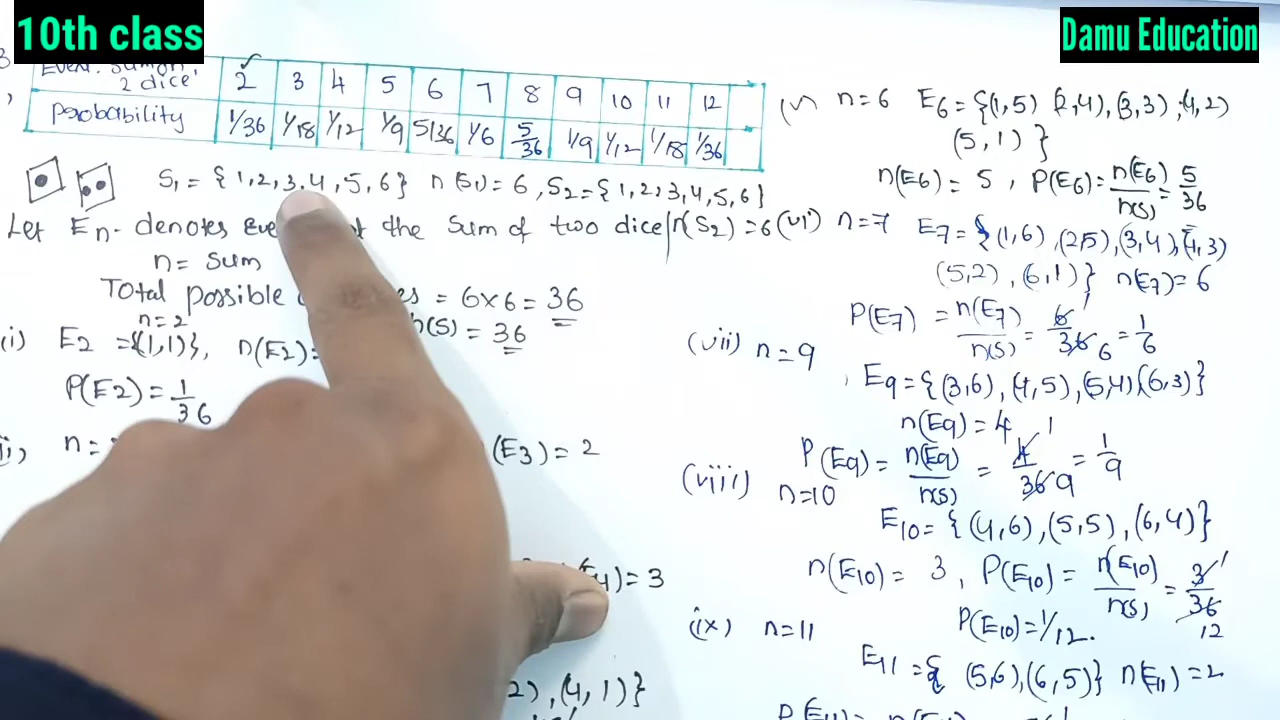 10th class
Damu Education
3
,
Event: Sum on 2 dice' 2 3 4 5 6 7 8 9 10 11 12
Probability 1/36 1/18 1/12 1/9 5/36 1/6 5/36 1/9 1/12 1/18 1/36
S1 = { 1,2,3,4,5,6} n(S1) = 6, S2 = { 1,2,3,4,5,6}
Let En - denotes the sum of two dice n(S2) = 6
n = sum
Total possible = 6×6 = 36
n(S) = 36
n=2
(i) E2 = {(1,1)}, n(E2) =
P(E2) = 1/36
n =
(E3) = 2
(E4) = 3
), (4,1)}
(v) n=6 E6 = {(1,5) (2,4), (3,3), (4,2)
(5,1) }
n(E6) = 5, P(E6) = n(E6)/n(S) = 5/36
(vi) n=7 E7 = { (1,6), (2,5), (3,4), (4,3)
(5,2), (6,1)} n(E7) = 6
P(E7) = n(E7)/n(S) = 6/36 6 = 1/6
(vii) n=9
, E9 = {(3,6), (4,5), (5,4) (6,3)}
n(E9) = 4
P(E9) = n(E9)/n(S) = 4/36 1 9 = 1/9
(viii) n=10
E10 = { (4,6), (5,5), (6,4)}
n(E10) = 3, P(E10) = n(E10)/n(S) = 3/36 1 12
P(E10) = 1/12.
(ix) n=11
E11 = { (5,6), (6,5)} n(E11) = 2